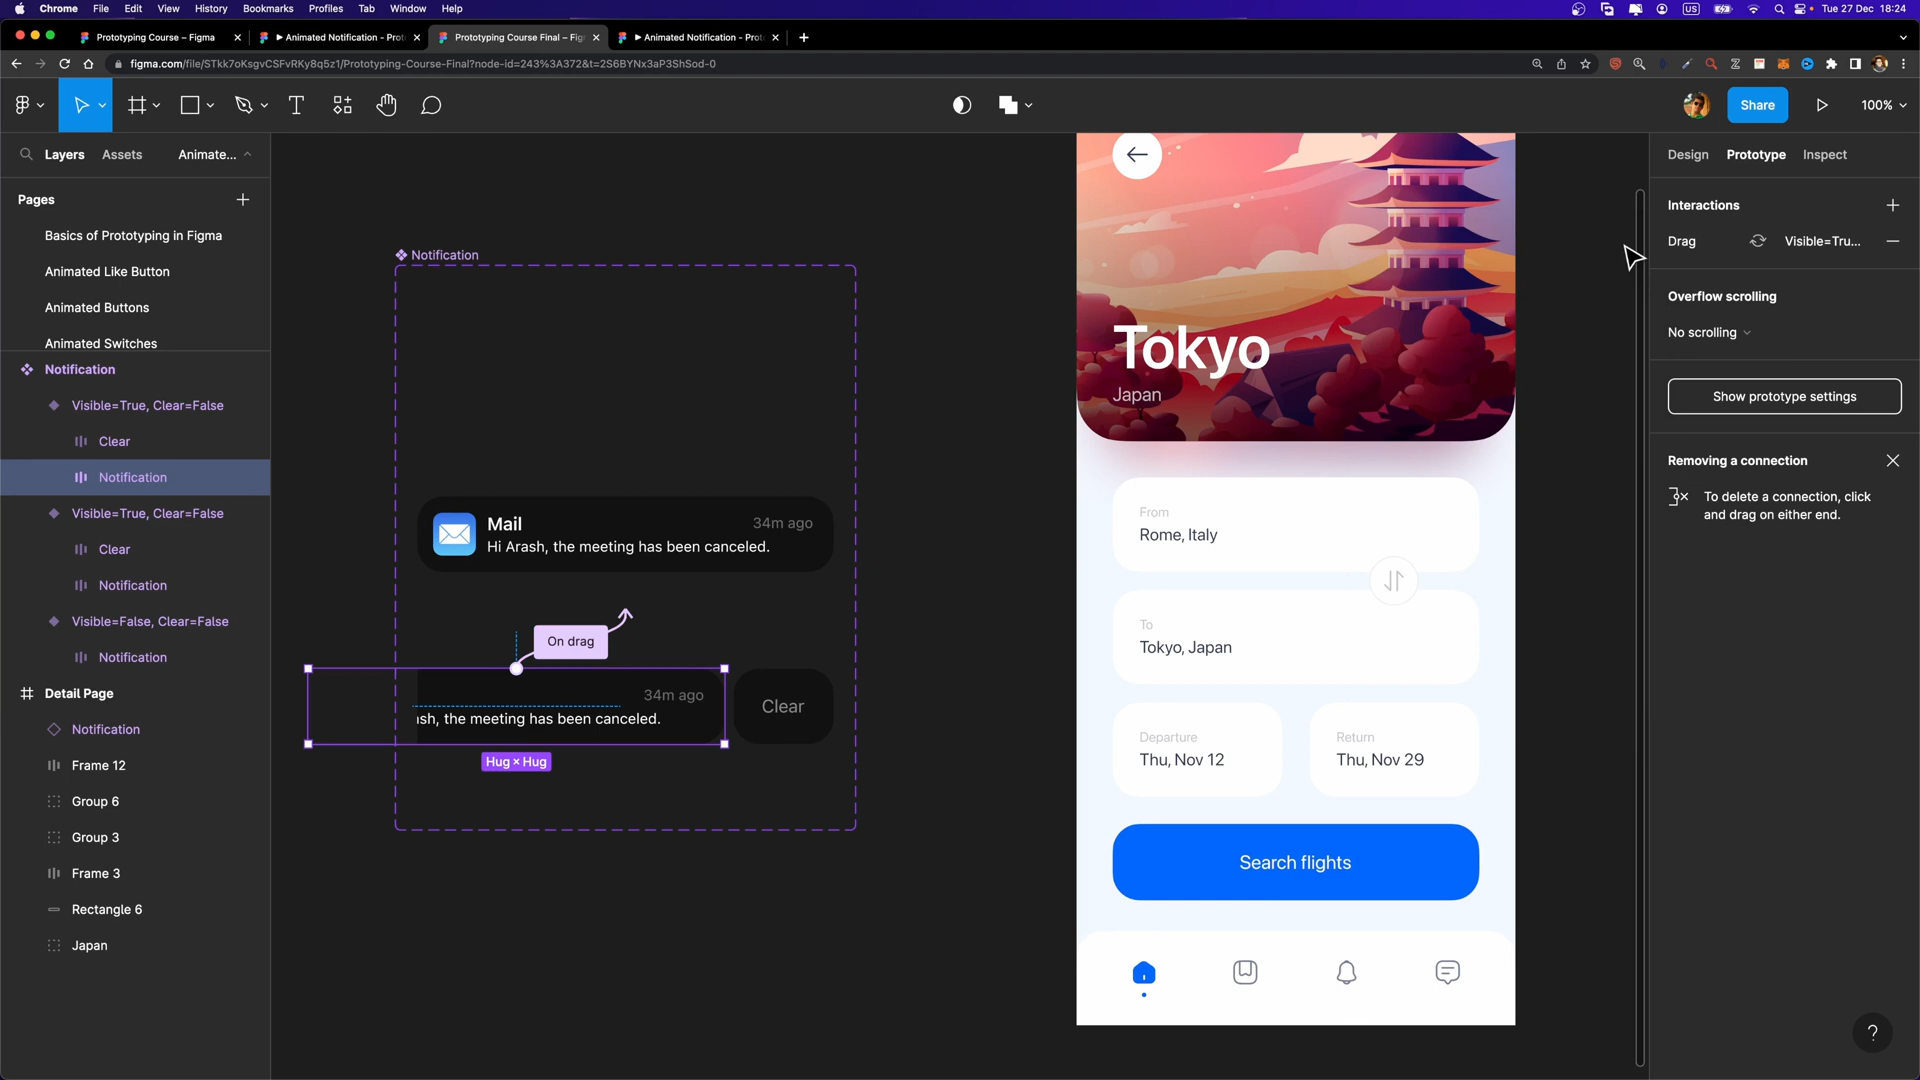 Chrome File Edit View History Bookmarks Profiles Tab Window Help
US Tue 27 Dec 18:24
Prototyping Course – Figma
Animated Notification - Prot
Prototyping Course Final – Fig
Animated Notification - Prot
figma.com/file/STkk7oKsgvCSFvRKy8q5z1/Prototyping-Course-Final?node-id=243%3A372&t=2S6BYNx3aP3ShSod-0
Share
100%
Layers Assets Animate...
Pages
Basics of Prototyping in Figma
Animated Like Button
Animated Buttons
Animated Switches
Notification
Visible=True, Clear=False
Clear
Notification
Visible=True, Clear=False
Clear
Notification
Visible=False, Clear=False
Notification
Detail Page
Notification
Frame 12
Group 6
Group 3
Frame 3
Rectangle 6
Japan
Notification
Mail
34m ago
Hi Arash, the meeting has been canceled.
On drag
34m ago
ash, the meeting has been canceled.
Clear
Hug × Hug
Tokyo
Japan
From
Rome, Italy
To
Tokyo, Japan
Departure
Thu, Nov 12
Return
Thu, Nov 29
Search flights
Design Prototype Inspect
Interactions
Drag Visible=Tru...
Overflow scrolling
No scrolling
Show prototype settings
Removing a connection
To delete a connection, click
and drag on either end.
?